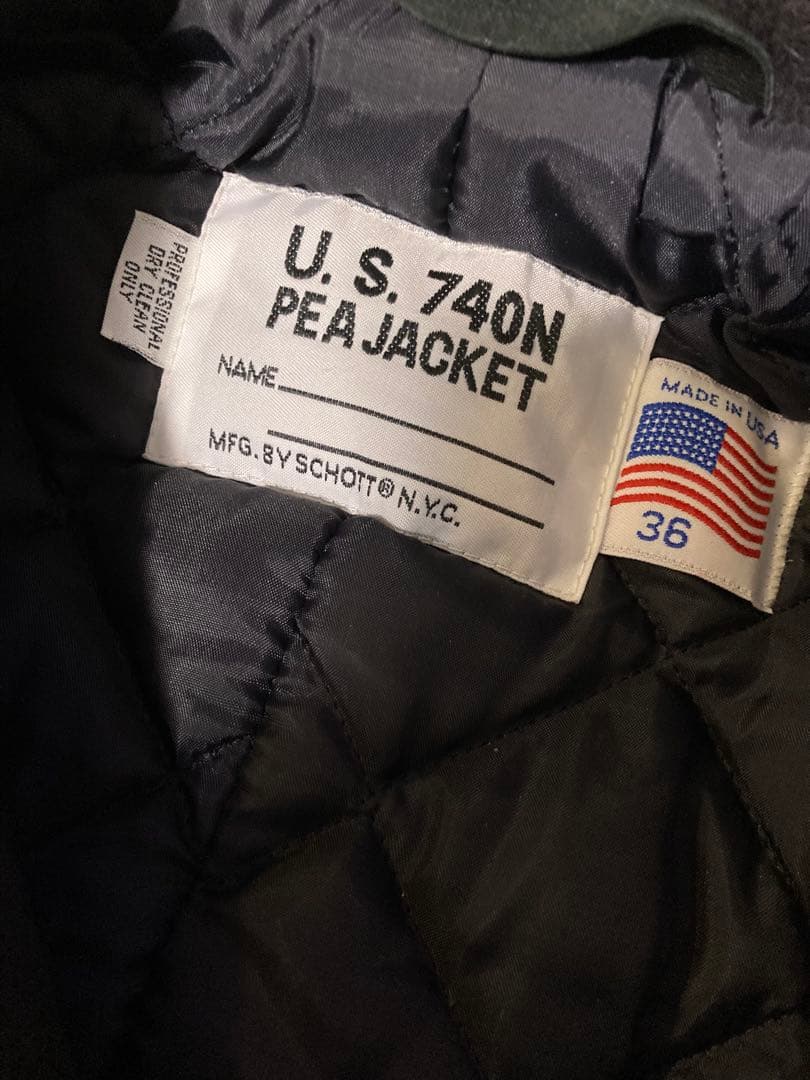 PROFESSIONAL
DRY CLEAN
ONLY
U. S. 740N
PEA JACKET
NAME
MFG. BY SCHOTT® N.Y.C.
MADE IN USA
36